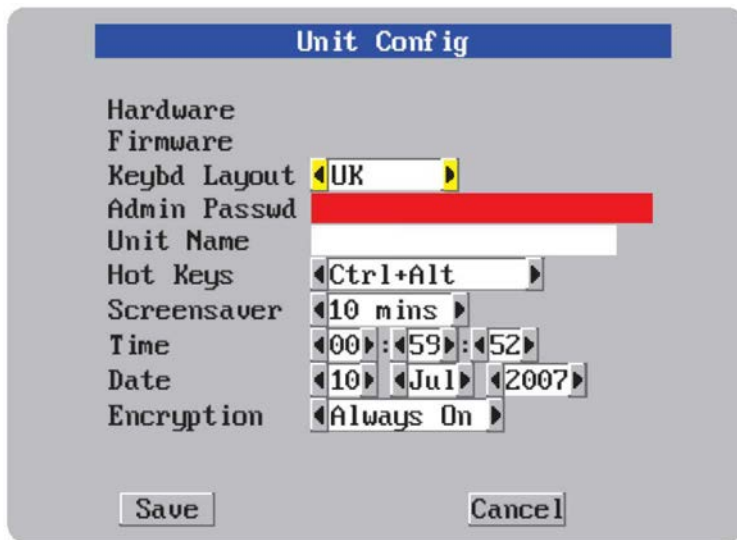 Unit Config
Hardware
Firmware
Keybd Layout UK
Admin Passwd
Unit Name
Hot Keys Ctrl+Alt
Screensaver 10 mins
Time 00:59:52
Date 10 Jul 2007
Encryption Always On
Save Cancel